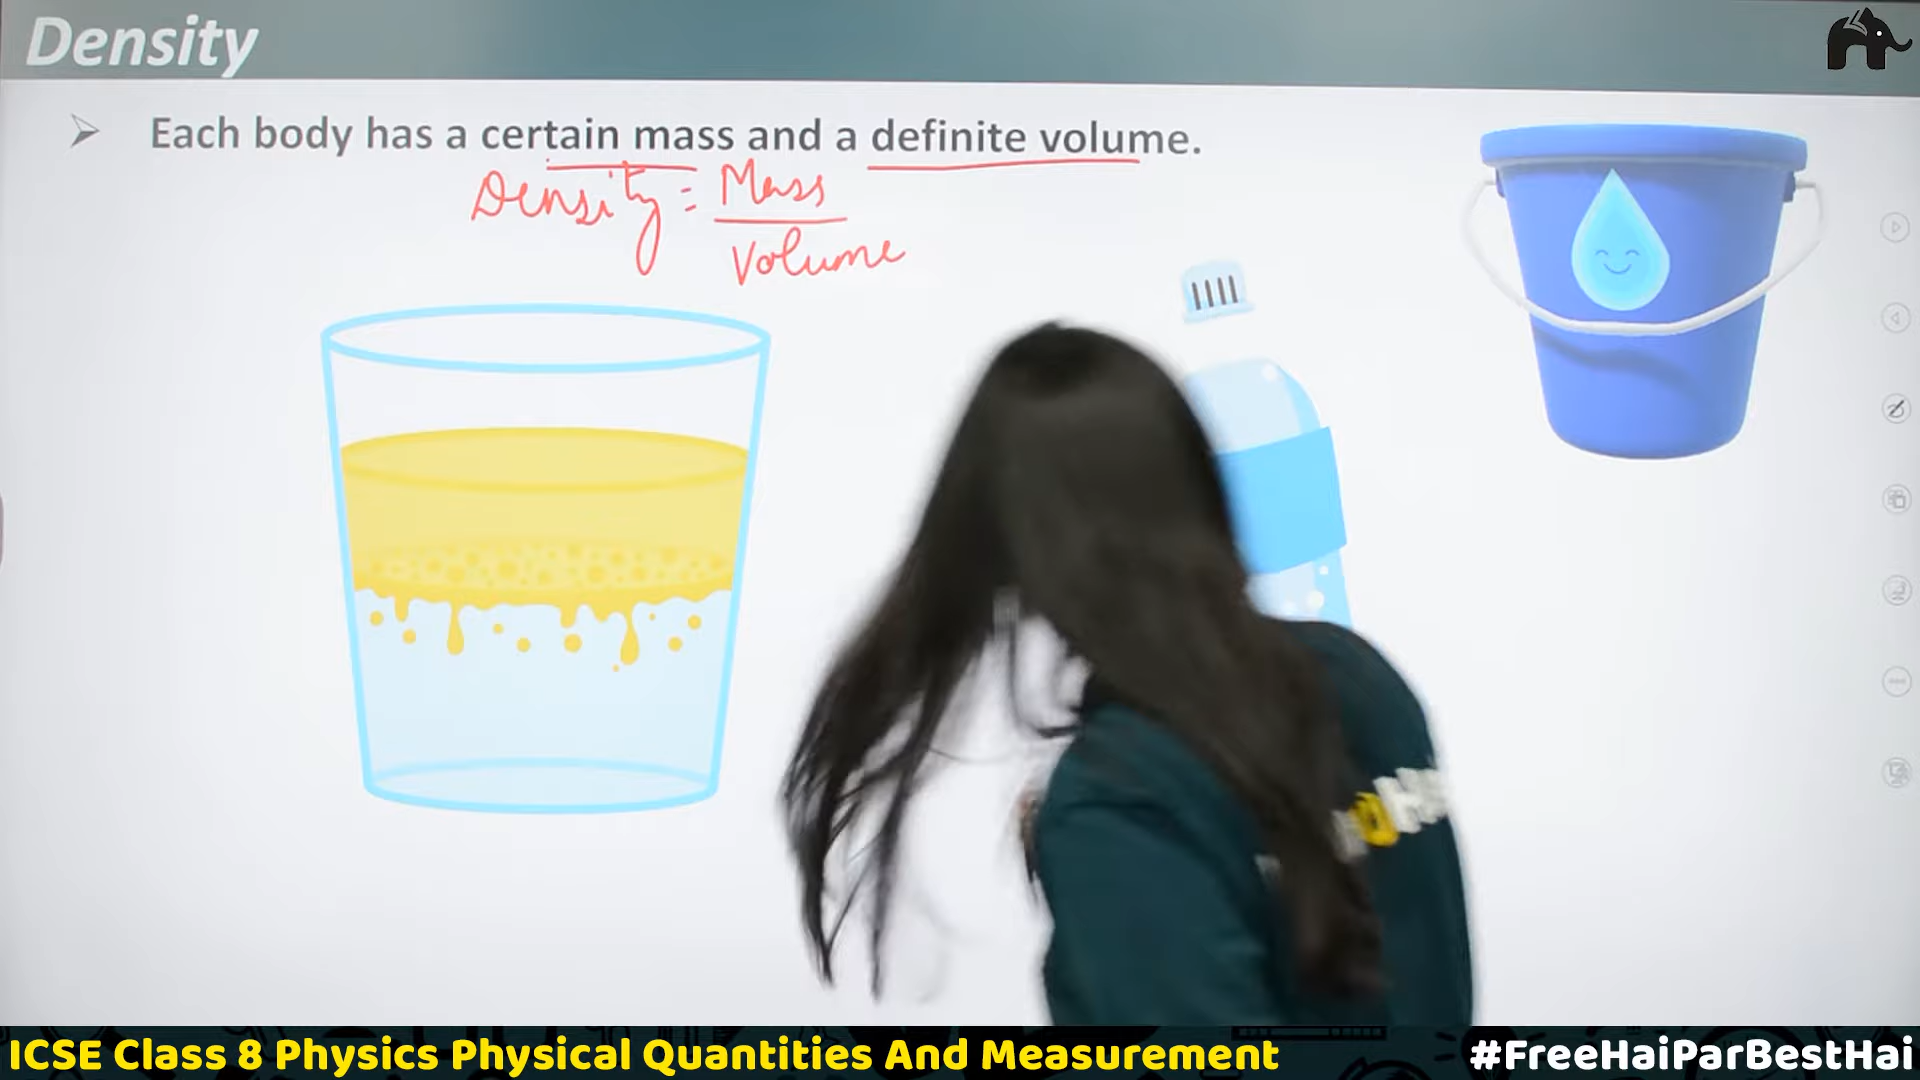 Density
Each body has a certain mass and a definite volume.
Density = Mass
Volume
ICSE Class 8 Physics Physical Quantities And Measurement
#FreeHaiParBestHai